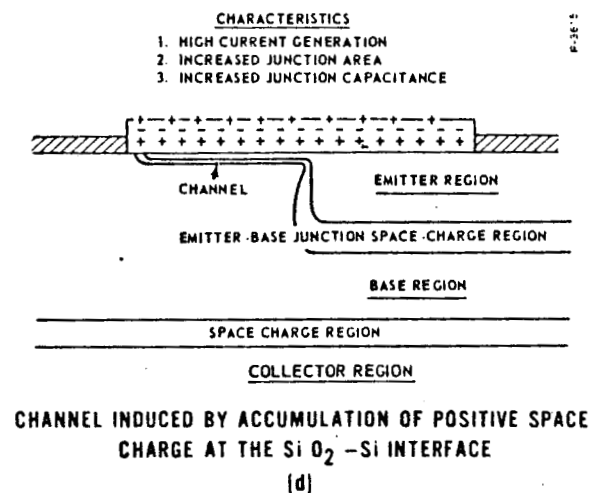 CHARACTERISTICS
1. HIGH CURRENT GENERATION
2. INCREASED JUNCTION AREA
3. INCREASED JUNCTION CAPACITANCE
CHANNEL
EMITTER REGION
EMITTER-BASE JUNCTION SPACE-CHARGE REGION
BASE REGION
SPACE CHARGE REGION
COLLECTOR REGION
CHANNEL INDUCED BY ACCUMULATION OF POSITIVE SPACE
CHARGE AT THE SiO2-Si INTERFACE
(d)